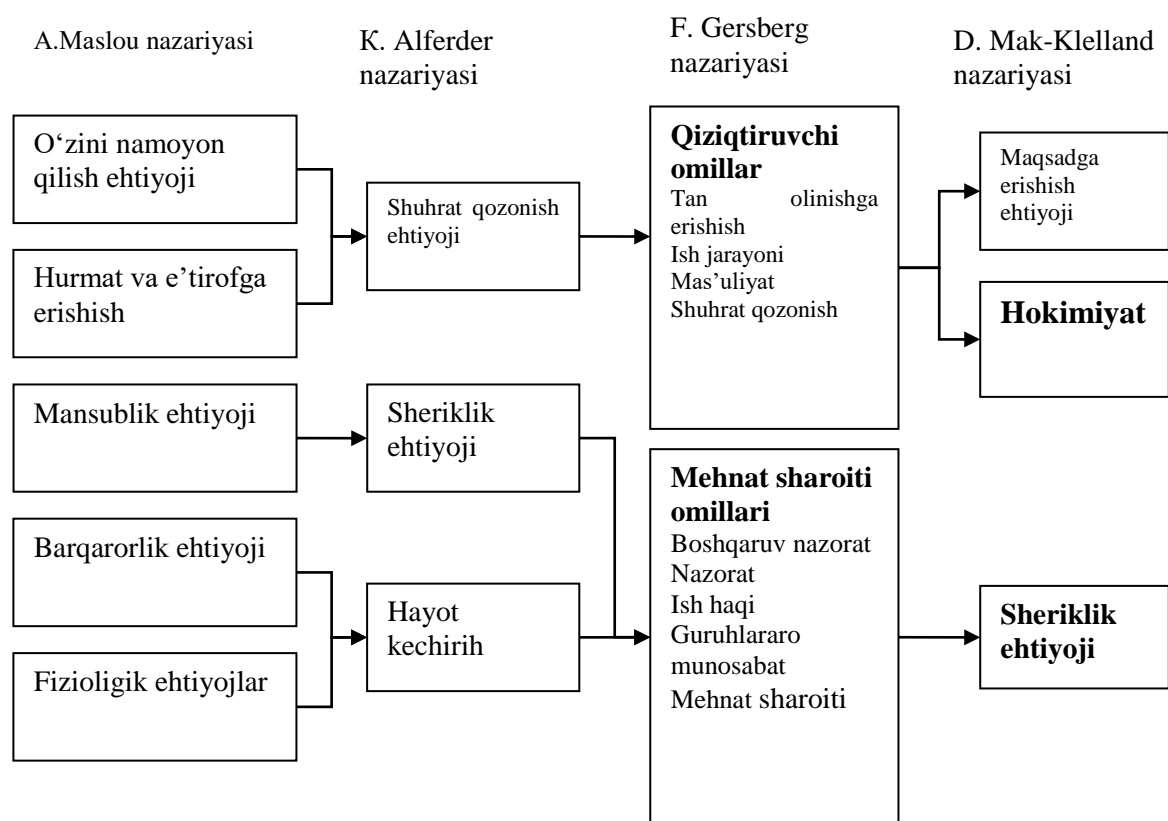 A.Maslou nazariyasi
K. Alferder
nazariyasi
F. Gersberg
nazariyasi
D. Mak-Klelland
nazariyasi
O‘zini namoyon
qilish ehtiyoji
Hurmat va e’tirofga
erishish
Mansublik ehtiyoji
Barqarorlik ehtiyoji
Fizioligik ehtiyojlar
Shuhrat qozonish
ehtiyoji
Sheriklik
ehtiyoji
Hayot
kechirih
Qiziqtiruvchi
omillar
Tan olinishga
erishish
Ish jarayoni
Mas’uliyat
Shuhrat qozonish
Mehnat sharoiti
omillari
Boshqaruv nazorat
Nazorat
Ish haqi
Guruhlararo
munosabat
Mehnat sharoiti
Maqsadga
erishish
ehtiyoji
Hokimiyat
Sheriklik
ehtiyoji